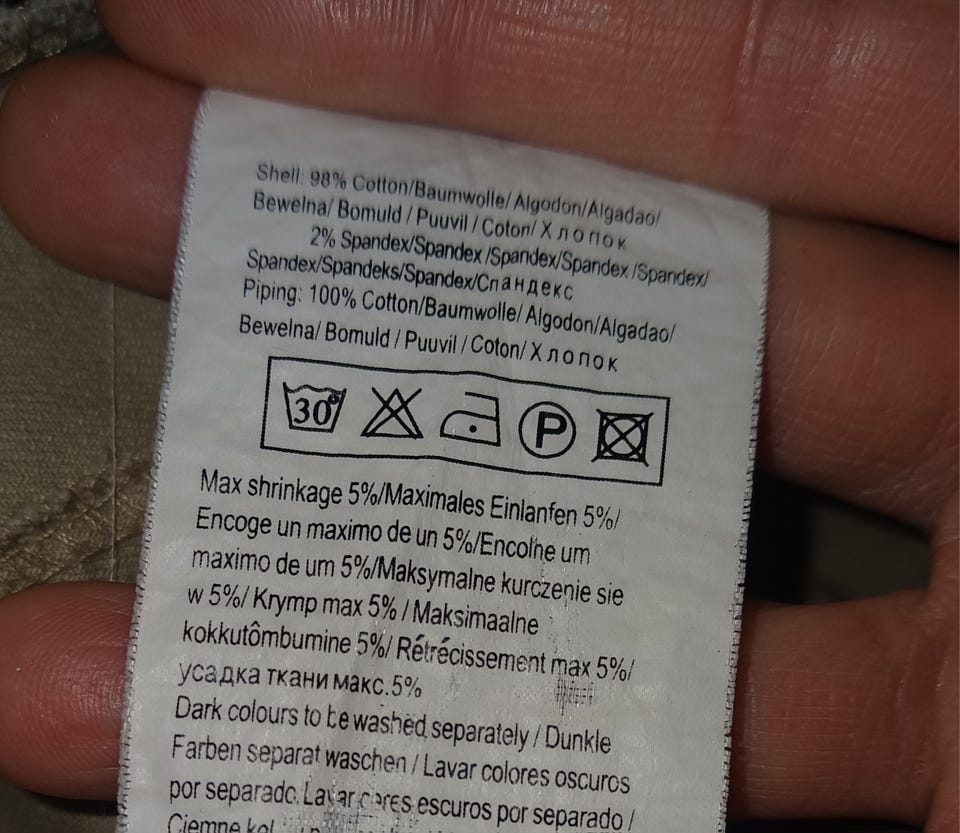 Shell: 98% Cotton/Baumwolle/ Algodon/Algadao/
Bewelna/ Bomuld / Puuvil / Coton/ Хлопок
2% Spandex/Spandex /Spandex/Spandex /Spandex/
Spandex/Spandeks/Spandex/Спандекс
Piping: 100% Cotton/Baumwolle/ Algodon/Algadao/
Bewelna/ Bomuld / Puuvil / Coton/ Хлопок
30° P
Max shrinkage 5%/Maximales Einlanfen 5%/
Encoge un maximo de un 5%/Encolhe um
maximo de um 5%/Maksymalne kurczenie sie
w 5%/ Krymp max 5% / Maksimaalne
kokkutômbumine 5%/ Rétrécissement max 5%/
усадка ткани макс.5%
Dark colours to be washed separately / Dunkle
Farben separat waschen / Lavar colores oscuros
por separado. Lavar escuros por separado /
Ciemne